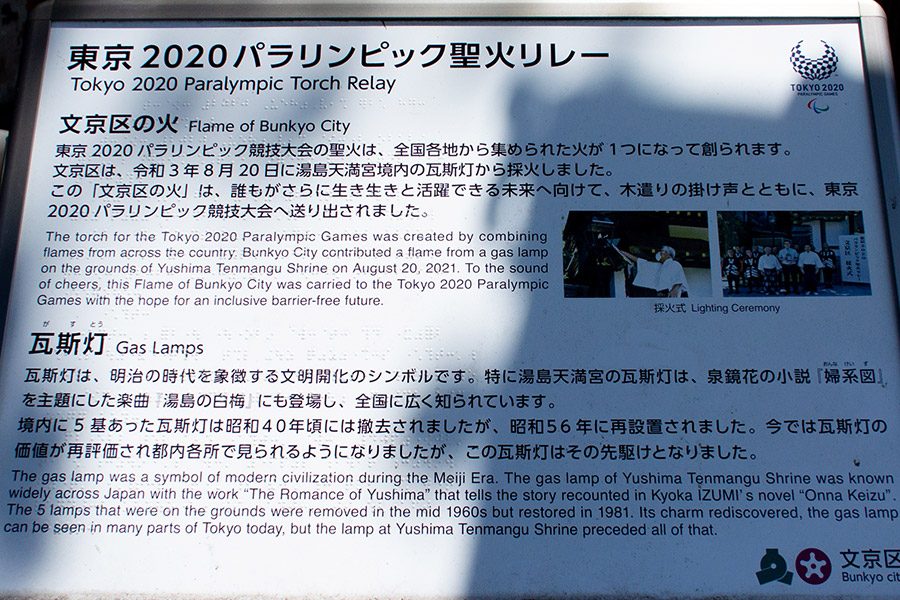 東京2020パラリンピック聖火リレー
Tokyo 2020 Paralympic Torch Relay
TOKYO 2020
PARALYMPIC GAMES
文京区の火 Flame of Bunkyo City
東京2020パラリンピック競技大会の聖火は、全国各地から集められた火が1つになって創られます。
文京区は、令和3年8月20日に湯島天満宮境内の瓦斯灯から採火しました。
この「文京区の火」は、誰もがさらに生き生きと活躍できる未来へ向けて、木遣りの掛け声とともに、東京
2020パラリンピック競技大会へ送り出されました。
The torch for the Tokyo 2020 Paralympic Games was created by combining
flames from across the country. Bunkyo City contributed a flame from a gas lamp
on the grounds of Yushima Tenmangu Shrine on August 20, 2021. To the sound
of cheers, this Flame of Bunkyo City was carried to the Tokyo 2020 Paralympic
Games with the hope for an inclusive barrier-free future.
採火式 Lighting Ceremony
が す とう
瓦斯灯 Gas Lamps
おんな けい ず
瓦斯灯は、明治の時代を象徴する文明開化のシンボルです。特に湯島天満宮の瓦斯灯は、泉鏡花の小説『婦系図』
を主題にした楽曲『湯島の白梅』にも登場し、全国に広く知られています。
境内に5基あった瓦斯灯は昭和40年頃には撤去されましたが、昭和56年に再設置されました。今では瓦斯灯の
価値が再評価され都内各所で見られるようになりましたが、この瓦斯灯はその先駆けとなりました。
The gas lamp was a symbol of modern civilization during the Meiji Era. The gas lamp of Yushima Tenmangu Shrine was known
widely across Japan with the work “The Romance of Yushima” that tells the story recounted in Kyoka IZUMI’s novel “Onna Keizu”.
The 5 lamps that were on the grounds were removed in the mid 1960s but restored in 1981. Its charm rediscovered, the gas lamp
can be seen in many parts of Tokyo today, but the lamp at Yushima Tenmangu Shrine preceded all of that.
文京区
Bunkyo city